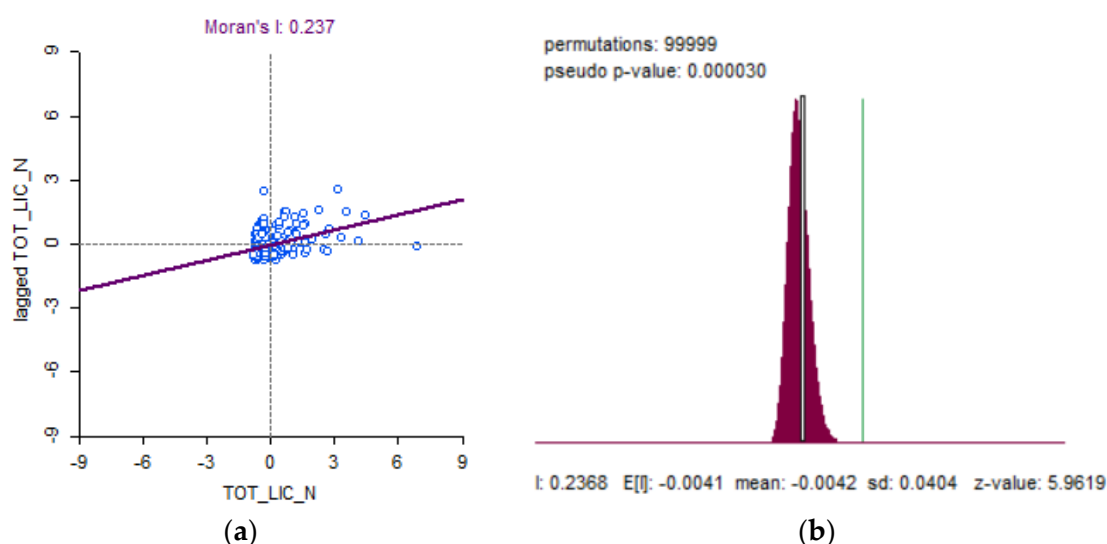 Moran's I: 0.237
9
6
3
0
-3
-6
-9
lagged TOT_LIC_N
-9 -6 -3 0 3 6 9
TOT_LIC_N
(a)
permutations: 99999
pseudo p-value: 0.000030
I: 0.2368 E[I]: -0.0041 mean: -0.0042 sd: 0.0404 z-value: 5.9619
(b)